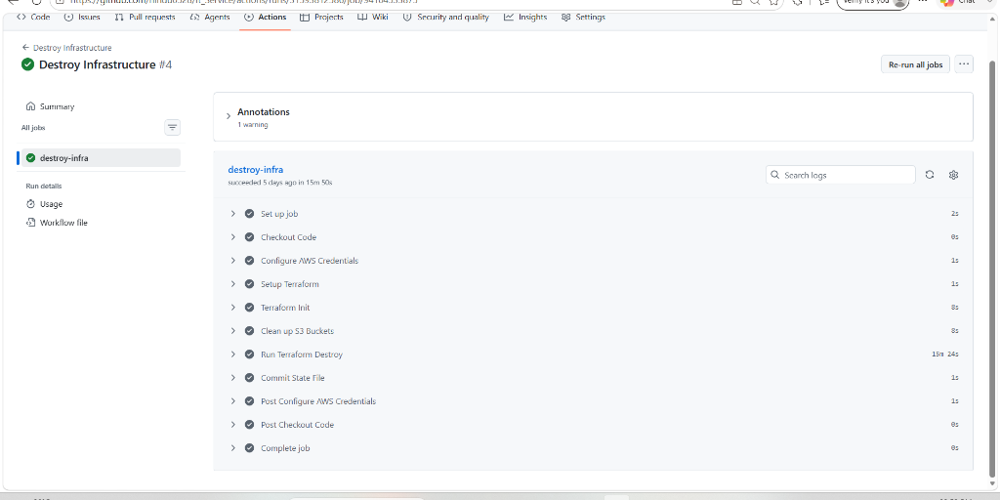 Code Issues Pull requests Agents Actions Projects Wiki Security and quality Insights Settings
Destroy Infrastructure
Destroy Infrastructure #4
Re-run all jobs
Summary
All jobs
destroy-infra
Run details
Usage
Workflow file
Annotations
1 warning
destroy-infra
succeeded 5 days ago in 15m 50s
Search logs
Set up job 2s
Checkout Code 0s
Configure AWS Credentials 1s
Setup Terraform 1s
Terraform Init 8s
Clean up S3 Buckets 8s
Run Terraform Destroy 15m 24s
Commit State File 1s
Post Configure AWS Credentials 1s
Post Checkout Code 0s
Complete job 0s